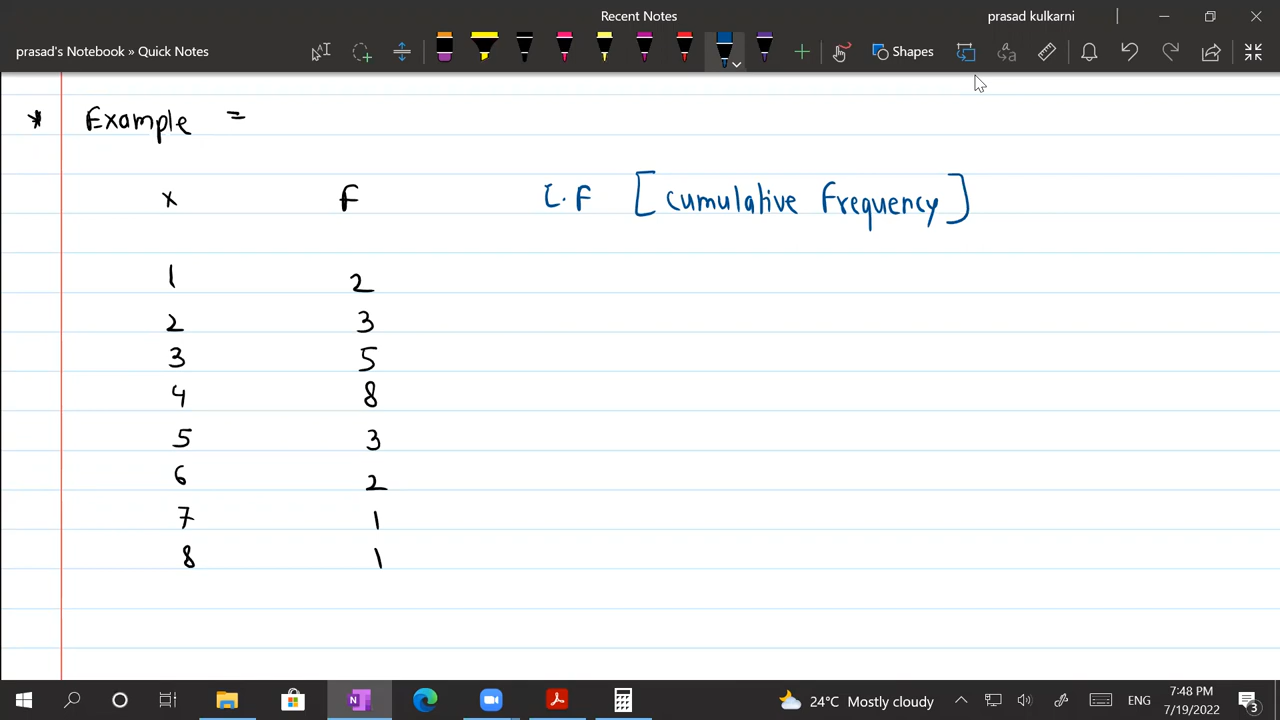 Recent Notes
prasad kulkarni
prasad's Notebook » Quick Notes
Shapes
* Example =
x F C.F [Cumulative Frequency]
1 2
2 3
3 5
4 8
5 3
6 2
7 1
8 1
24°C Mostly cloudy
ENG
7:48 PM
7/19/2022
3